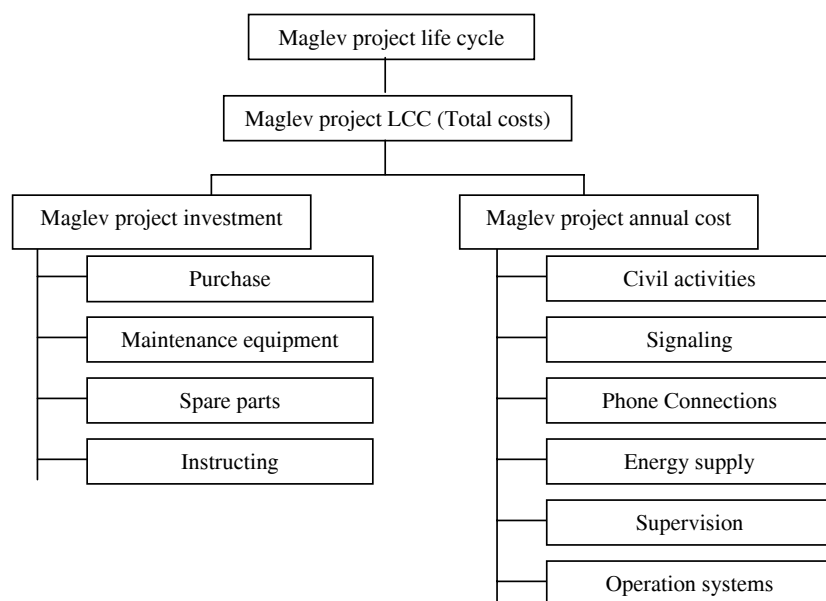 Maglev project life cycle
Maglev project LCC (Total costs)
Maglev project investment
Purchase
Maintenance equipment
Spare parts
Instructing
Maglev project annual cost
Civil activities
Signaling
Phone Connections
Energy supply
Supervision
Operation systems